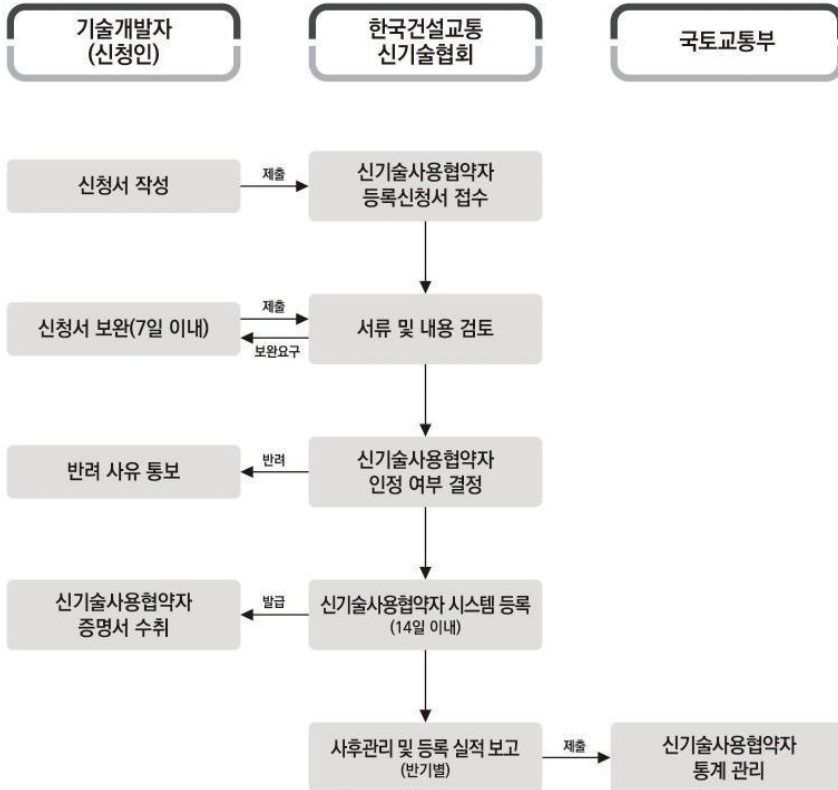 기술개발자
(신청인)
한국건설교통
신기술협회
국토교통부
신청서 작성
제출
신기술사용협약자
등록신청서 접수
신청서 보완(7일 이내)
제출
보완요구
서류 및 내용 검토
반려 사유 통보
반려
신기술사용협약자
인정 여부 결정
신기술사용협약자
증명서 수취
발급
신기술사용협약자 시스템 등록
(14일 이내)
사후관리 및 등록 실적 보고
(반기별)
제출
신기술사용협약자
통계 관리